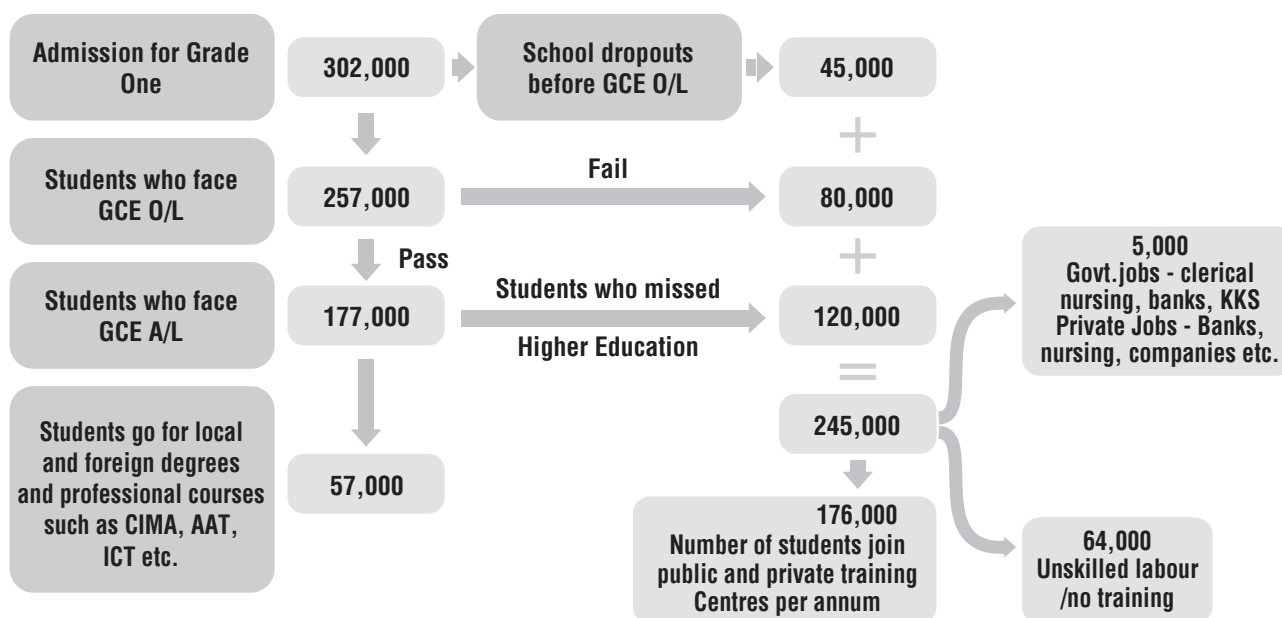 Admission for Grade
One
302,000
School dropouts
before GCE O/L
45,000
+
Students who face
GCE O/L
257,000
Fail
80,000
+
Pass
Students who face
GCE A/L
177,000
Students who missed
Higher Education
120,000
=
245,000
5,000
Govt.jobs - clerical
nursing, banks, KKS
Private Jobs - Banks,
nursing, companies etc.
Students go for local
and foreign degrees
and professional courses
such as CIMA, AAT,
ICT etc.
57,000
176,000
Number of students join
public and private training
Centres per annum
64,000
Unskilled labour
/no training